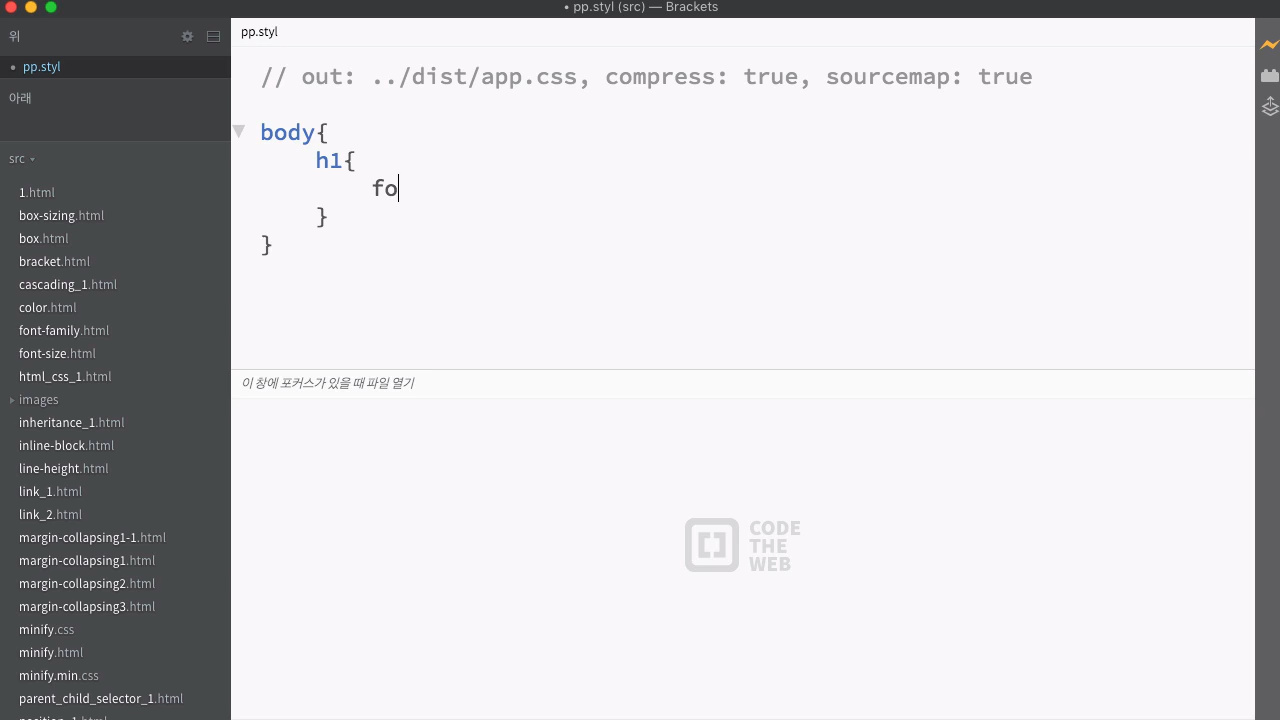 • pp.styl (src) — Brackets
위
• pp.styl
아래
src
1.html
box-sizing.html
box.html
bracket.html
cascading_1.html
color.html
font-family.html
font-size.html
html_css_1.html
images
inheritance_1.html
inline-block.html
line-height.html
link_1.html
link_2.html
margin-collapsing1-1.html
margin-collapsing1.html
margin-collapsing2.html
margin-collapsing3.html
minify.css
minify.html
minify.min.css
parent_child_selector_1.html
position_1.html
pp.styl
// out: ../dist/app.css, compress: true, sourcemap: true
body{
    h1{
        fo
    }
}
이 창에 포커스가 있을 때 파일 열기
CODE
THE
WEB